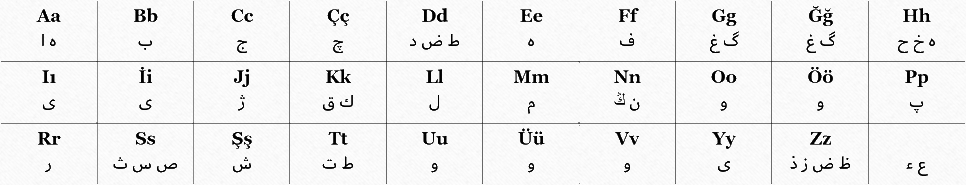 Aa Bb Cc Çç Dd Ee Ff Gg Ğğ Hh
ه ا ب ج چ ط ض د ه ف گ غ گ غ ه خ ح
Iı İi Jj Kk Ll Mm Nn Oo Öö Pp
ى ى ژ ك ق ل م ن ڭ و و پ
Rr Ss Şş Tt Uu Üü Vv Yy Zz
ر ص س ث ش ط ت و و و ى ظ ض ز ذ ع ء